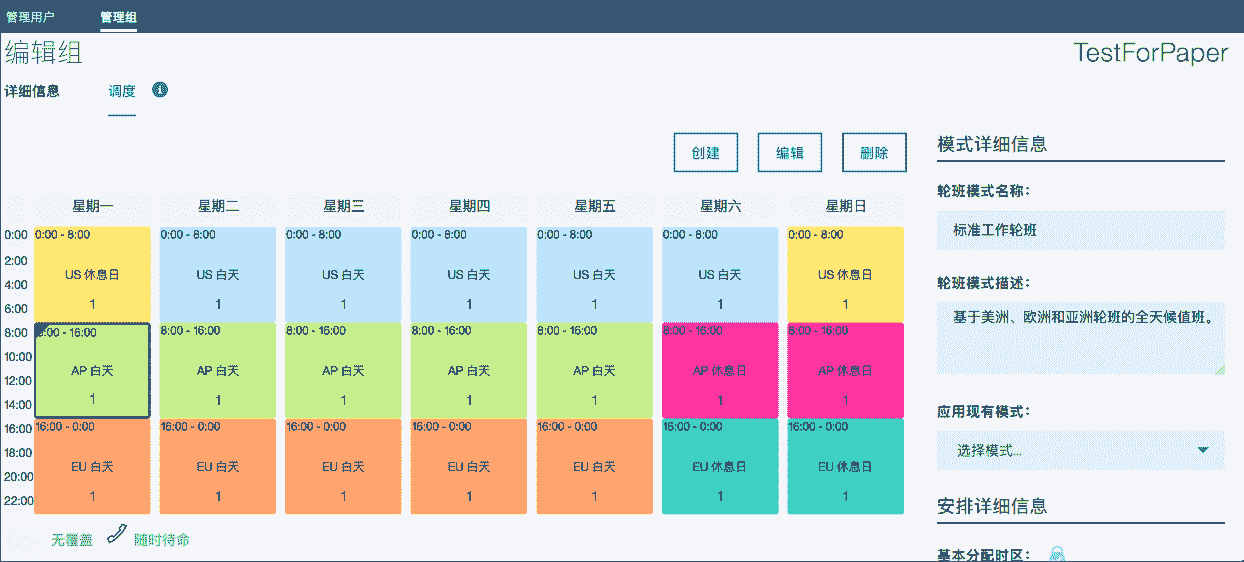 管理用户 管理组
编辑组 TestForPaper
详细信息 调度
创建 编辑 删除
星期一 星期二 星期三 星期四 星期五 星期六 星期日
0:00 0:00 - 8:00 0:00 - 8:00 0:00 - 8:00 0:00 - 8:00 0:00 - 8:00 0:00 - 8:00 0:00 - 8:00
2:00
US 休息日 US 白天 US 白天 US 白天 US 白天 US 白天 US 休息日
4:00
1 1 1 1 1 1 1
6:00
8:00 8:00 - 16:00 8:00 - 16:00 8:00 - 16:00 8:00 - 16:00 8:00 - 16:00 8:00 - 16:00 8:00 - 16:00
10:00
AP 白天 AP 白天 AP 白天 AP 白天 AP 白天 AP 休息日 AP 休息日
12:00
1 1 1 1 1 1 1
14:00
16:00 16:00 - 0:00 16:00 - 0:00 16:00 - 0:00 16:00 - 0:00 16:00 - 0:00 16:00 - 0:00 16:00 - 0:00
18:00
EU 白天 EU 白天 EU 白天 EU 白天 EU 白天 EU 休息日 EU 休息日
20:00
1 1 1 1 1 1 1
22:00
无覆盖 随时待命
模式详细信息
轮班模式名称：
标准工作轮班
轮班模式描述：
基于美洲、欧洲和亚洲轮班的全天候值班。
应用现有模式：
选择模式...
安排详细信息
基本分配时区：